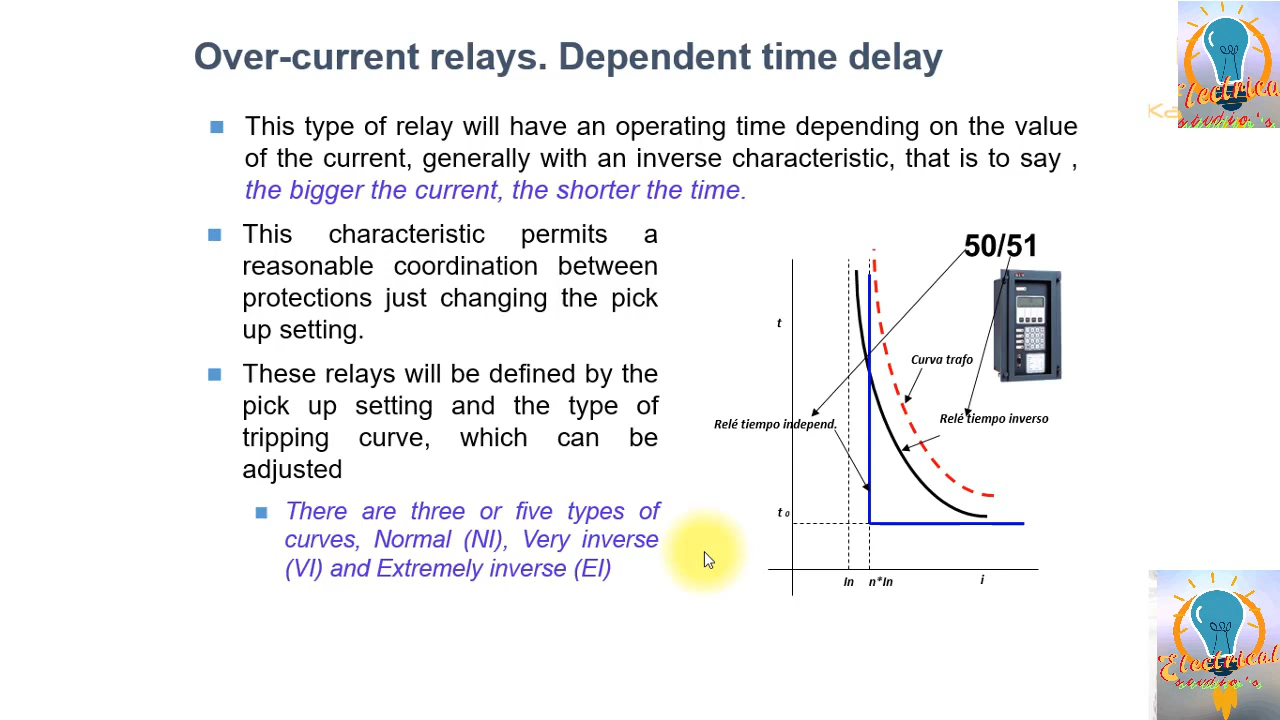 Over-current relays. Dependent time delay
This type of relay will have an operating time depending on the value
of the current, generally with an inverse characteristic, that is to say ,
the bigger the current, the shorter the time.
This characteristic permits a
reasonable coordination between
protections just changing the pick
up setting.
These relays will be defined by the
pick up setting and the type of
tripping curve, which can be
adjusted
There are three or five types of
curves, Normal (NI), Very inverse
(VI) and Extremely inverse (EI)
50/51
t
Curva trafo
Relé tiempo inverso
Relé tiempo independ.
t₀
In n*In i
Electrical
Electrical